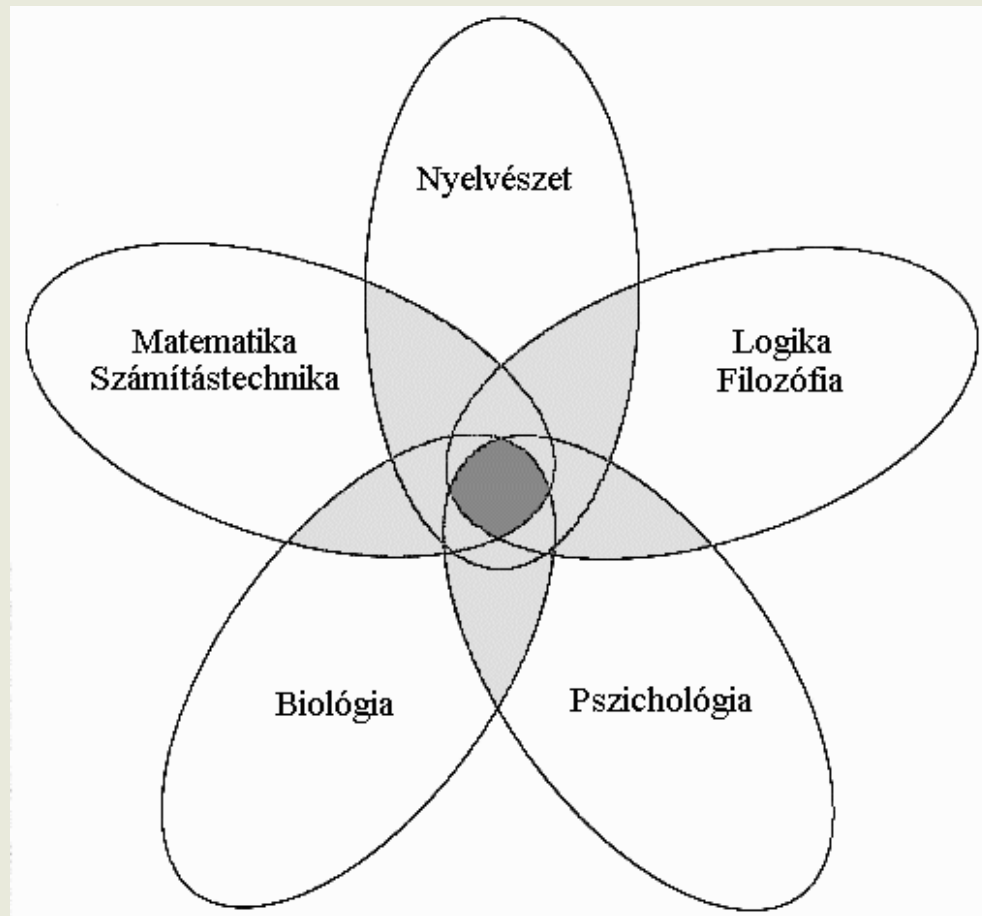 Nyelvészet
Matematika
Számítástechnika
Logika
Filozófia
Biológia
Pszichológia